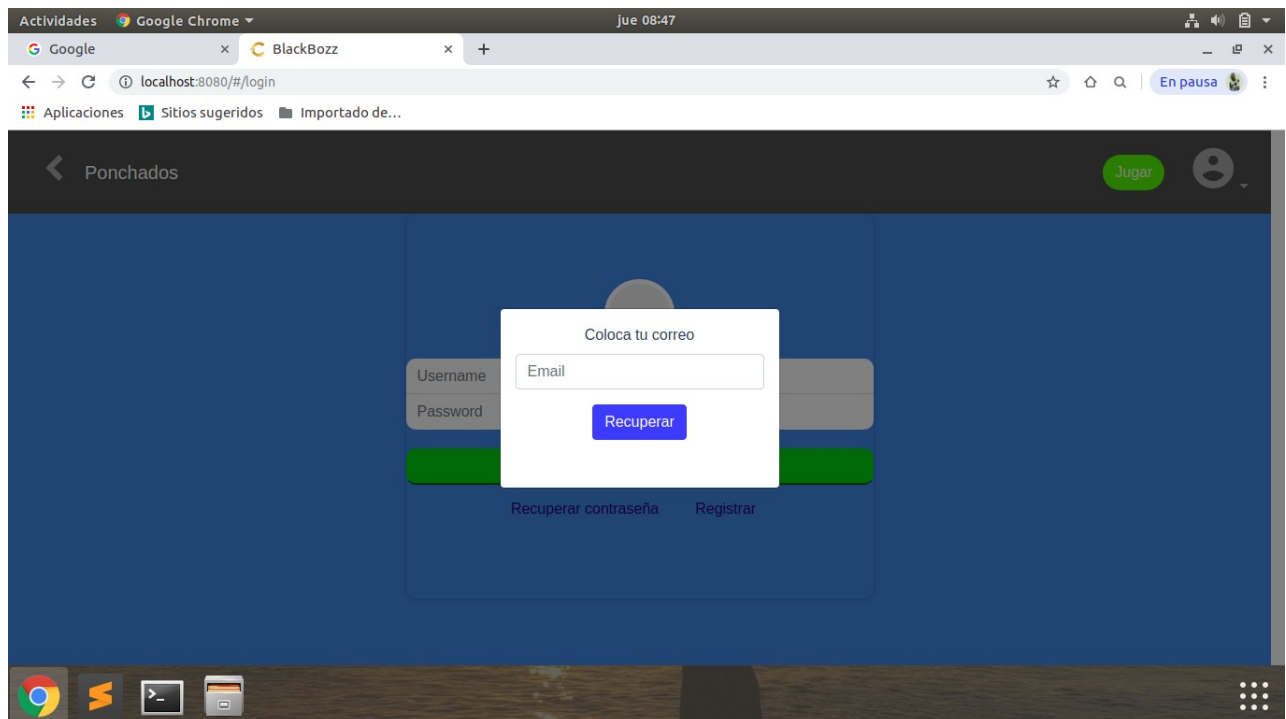 Actividades Google Chrome jue 08:47
Google BlackBozz
localhost:8080/#/login En pausa
Aplicaciones Sitios sugeridos Importado de...
Ponchados Jugar
Coloca tu correo
Email
Username
Password
Recuperar
Recuperar contraseña Registrar